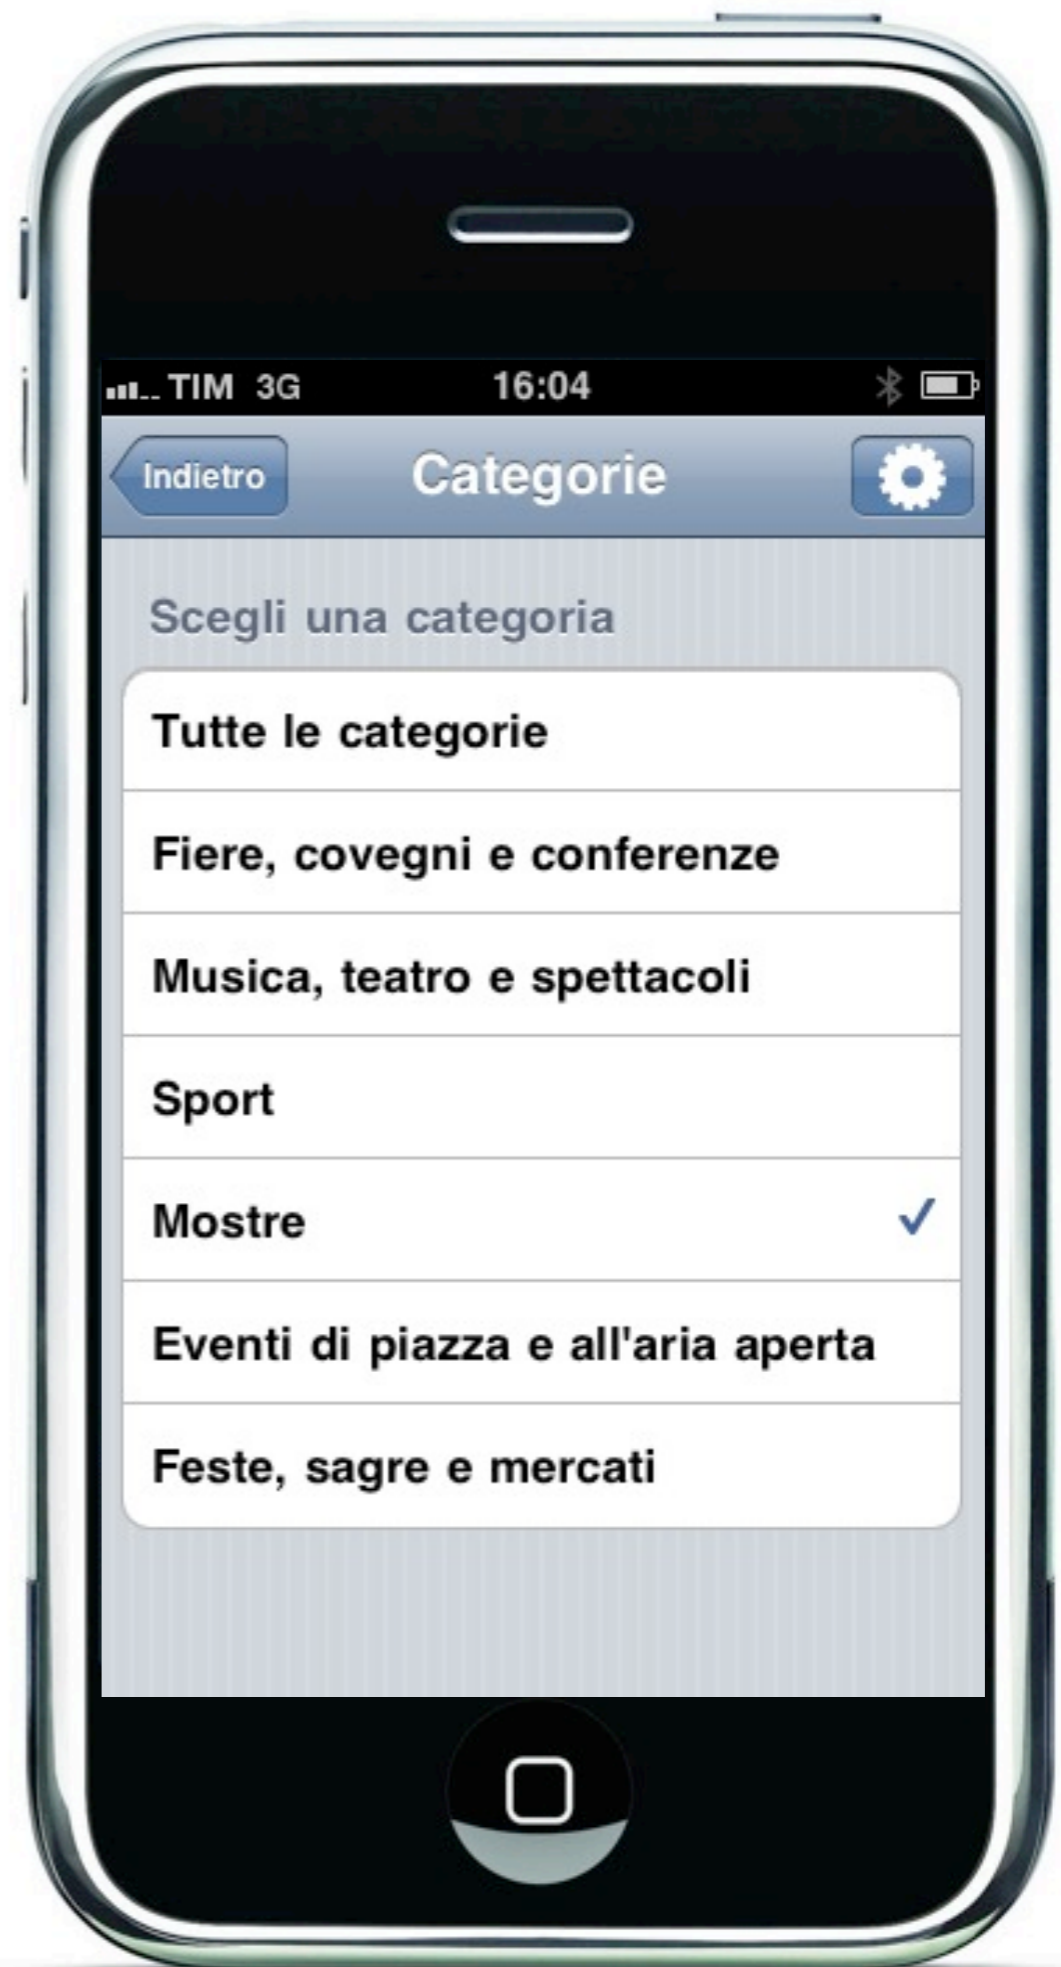 TIM 3G 16:04
Indietro Categorie
Scegli una categoria
Tutte le categorie
Fiere, covegni e conferenze
Musica, teatro e spettacoli
Sport
Mostre
Eventi di piazza e all'aria aperta
Feste, sagre e mercati